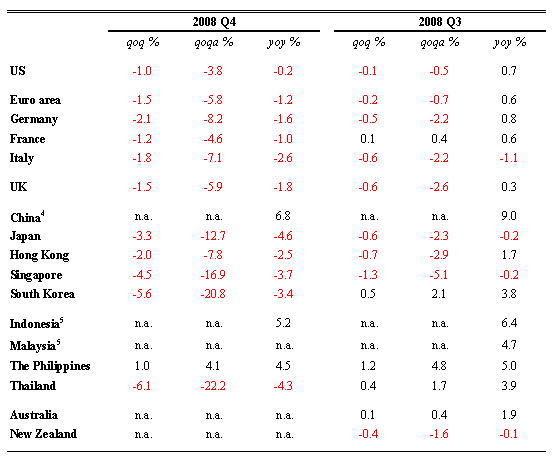 2008 Q4 2008 Q3
qoq % qoqa % yoy % qoq % qoqa % yoy %
US -1.0 -3.8 -0.2 -0.1 -0.5 0.7
Euro area -1.5 -5.8 -1.2 -0.2 -0.7 0.6
Germany -2.1 -8.2 -1.6 -0.5 -2.2 0.8
France -1.2 -4.6 -1.0 0.1 0.4 0.6
Italy -1.8 -7.1 -2.6 -0.6 -2.2 -1.1
UK -1.5 -5.9 -1.8 -0.6 -2.6 0.3
China⁴ n.a. n.a. 6.8 n.a. n.a. 9.0
Japan -3.3 -12.7 -4.6 -0.6 -2.3 -0.2
Hong Kong -2.0 -7.8 -2.5 -0.7 -2.9 1.7
Singapore -4.5 -16.9 -3.7 -1.3 -5.1 -0.2
South Korea -5.6 -20.8 -3.4 0.5 2.1 3.8
Indonesia⁵ n.a. n.a. 5.2 n.a. n.a. 6.4
Malaysia⁵ n.a. n.a. n.a. n.a. n.a. 4.7
The Philippines 1.0 4.1 4.5 1.2 4.8 5.0
Thailand -6.1 -22.2 -4.3 0.4 1.7 3.9
Australia n.a. n.a. n.a. 0.1 0.4 1.9
New Zealand n.a. n.a. n.a. -0.4 -1.6 -0.1